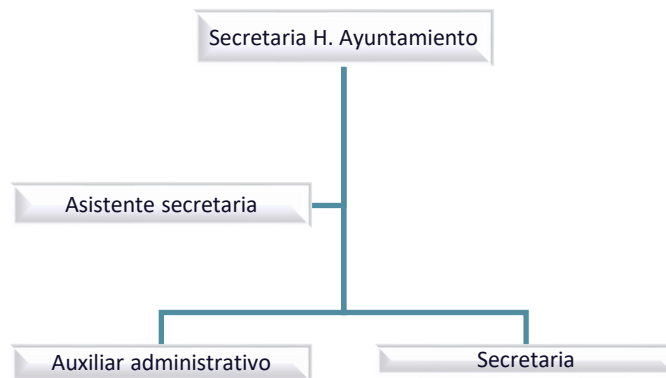 Secretaria H. Ayuntamiento
Asistente secretaria
Auxiliar administrativo
Secretaria